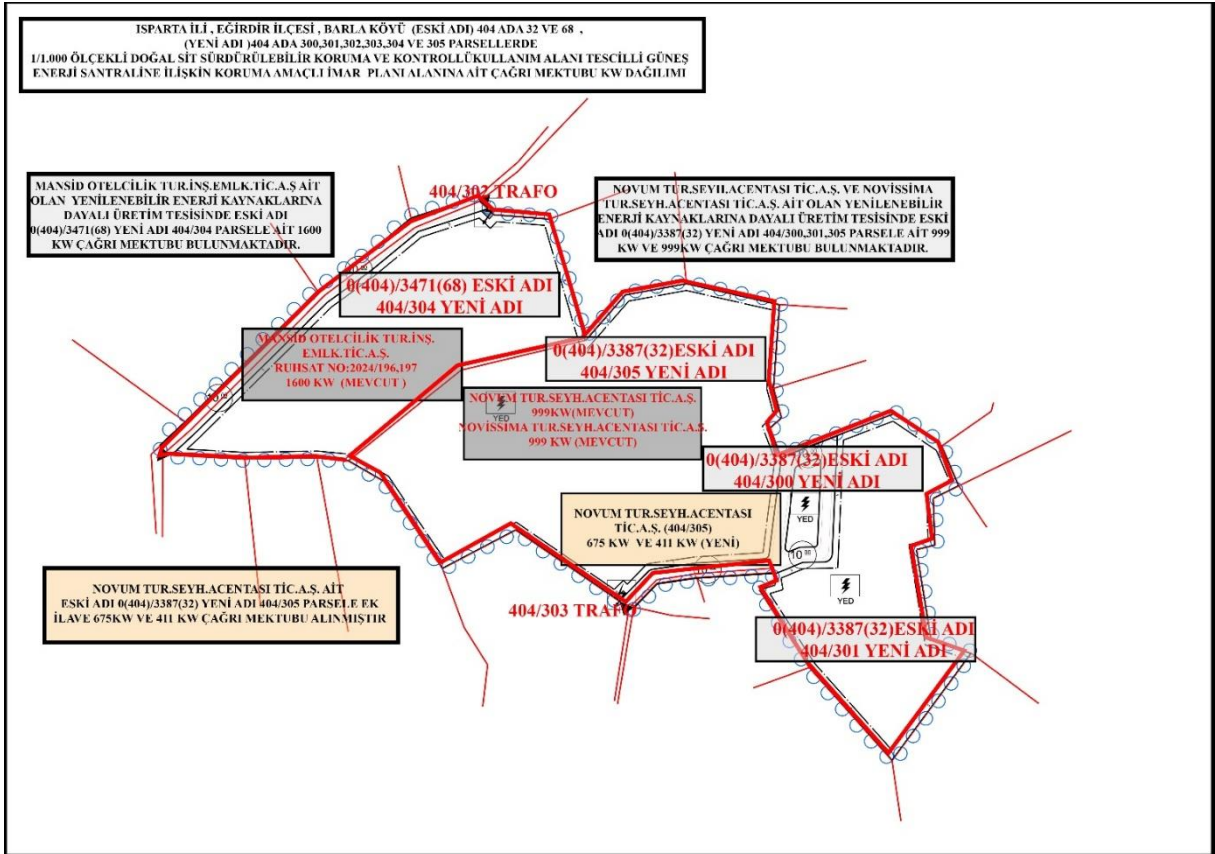 ISPARTA İLİ , EĞİRDİR İLÇESİ , BARLA KÖYÜ (ESKİ ADI) 404 ADA 32 VE 68 ,
(YENİ ADI )404 ADA 300,301,302,303,304 VE 305 PARSELLERDE
1/1.000 ÖLÇEKLİ DOĞAL SİT SÜRDÜRÜLEBİLİR KORUMA VE KONTROLLÜKULLANIM ALANI TESCİLLİ GÜNEŞ
ENERJİ SANTRALİNE İLİŞKİN KORUMA AMAÇLI İMAR PLANI ALANINA AİT ÇAĞRI MEKTUBU KW DAĞILIMI
MANSİD OTELCİLİK TUR.İNŞ.EMLK.TİC.A.Ş AİT
OLAN YENİLENEBİLİR ENERJİ KAYNAKLARINA
DAYALI ÜRETİM TESİSİNDE ESKİ ADI
0(404)/3471(68) YENİ ADI 404/304 PARSELE AİT 1600
KW ÇAĞRI MEKTUBU BULUNMAKTADIR.
404/302 TRAFO
NOVUM TUR.SEYH.ACENTASI TİC.A.Ş. VE NOVİSSİMA
TUR.SEYH.ACENTASI TİC.A.Ş. AİT OLAN YENİLENEBİLİR
ENERJİ KAYNAKLARINA DAYALI ÜRETİM TESİSİNDE ESKİ
ADI 0(404)/3387(32) YENİ ADI 404/300,301,305 PARSELE AİT 999
KW VE 999KW ÇAĞRI MEKTUBU BULUNMAKTADIR.
0(404)/3471(68) ESKİ ADI
404/304 YENİ ADI
MANSİD OTELCİLİK TUR.İNŞ.
EMLK.TİC.A.Ş.
RUHSAT NO:2024/196,197
1600 KW (MEVCUT )
0(404)/3387(32)ESKİ ADI
404/305 YENİ ADI
NOVUM TUR.SEYH.ACENTASI TİC.A.Ş.
999KW(MEVCUT)
NOVİSSİMA TUR.SEYH.ACENTASI TİC.A.Ş.
999 KW (MEVCUT)
YED
0(404)/3387(32)ESKİ ADI
404/300 YENİ ADI
YED
NOVUM TUR.SEYH.ACENTASI
TİC.A.Ş. (404/305)
675 KW VE 411 KW (YENİ)
10.00
YED
NOVUM TUR.SEYH.ACENTASI TİC.A.Ş. AİT
ESKİ ADI 0(404)/3387(32) YENİ ADI 404/305 PARSELE EK
İLAVE 675KW VE 411 KW ÇAĞRI MEKTUBU ALINMIŞTIR
404/303 TRAFO
0(404)/3387(32)ESKİ ADI
404/301 YENİ ADI